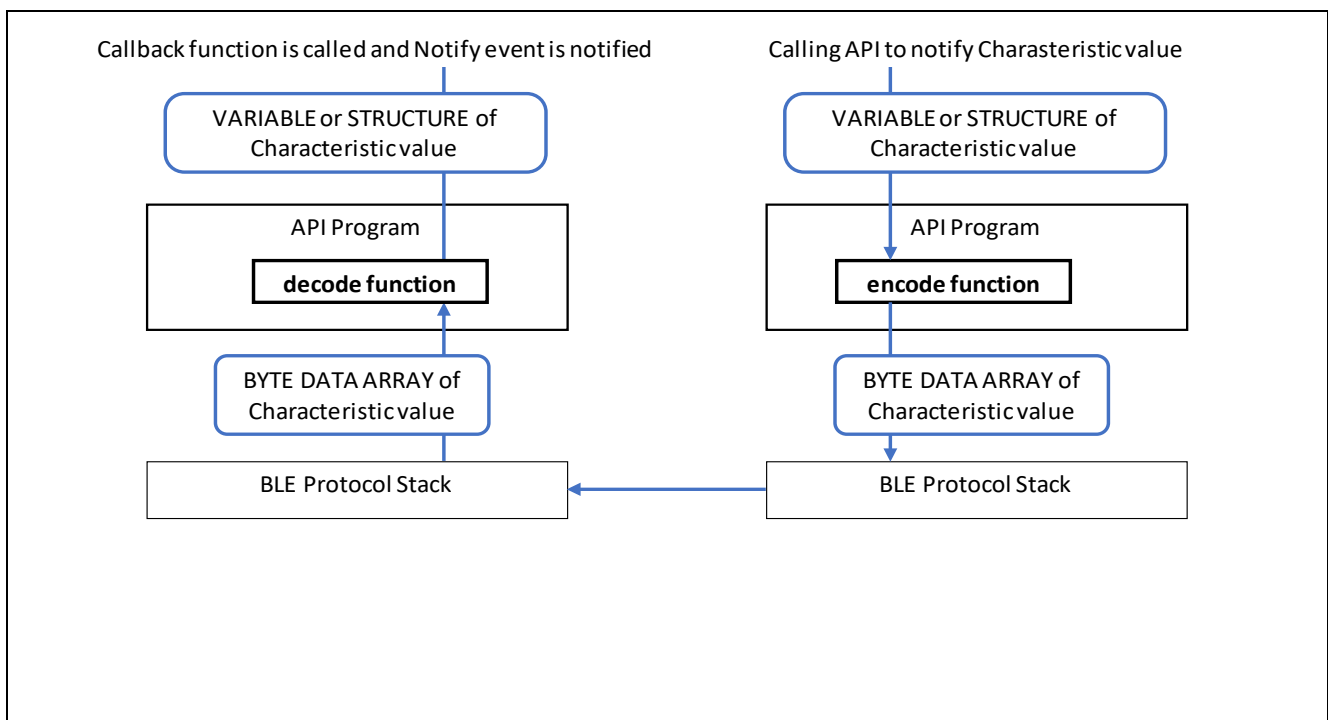 Callback function is called and Notify event is notified
VARIABLE or STRUCTURE of
Characteristic value
API Program
decode function
BYTE DATA ARRAY of
Characteristic value
BLE Protocol Stack
Calling API to notify Charasteristic value
VARIABLE or STRUCTURE of
Characteristic value
API Program
encode function
BYTE DATA ARRAY of
Characteristic value
BLE Protocol Stack